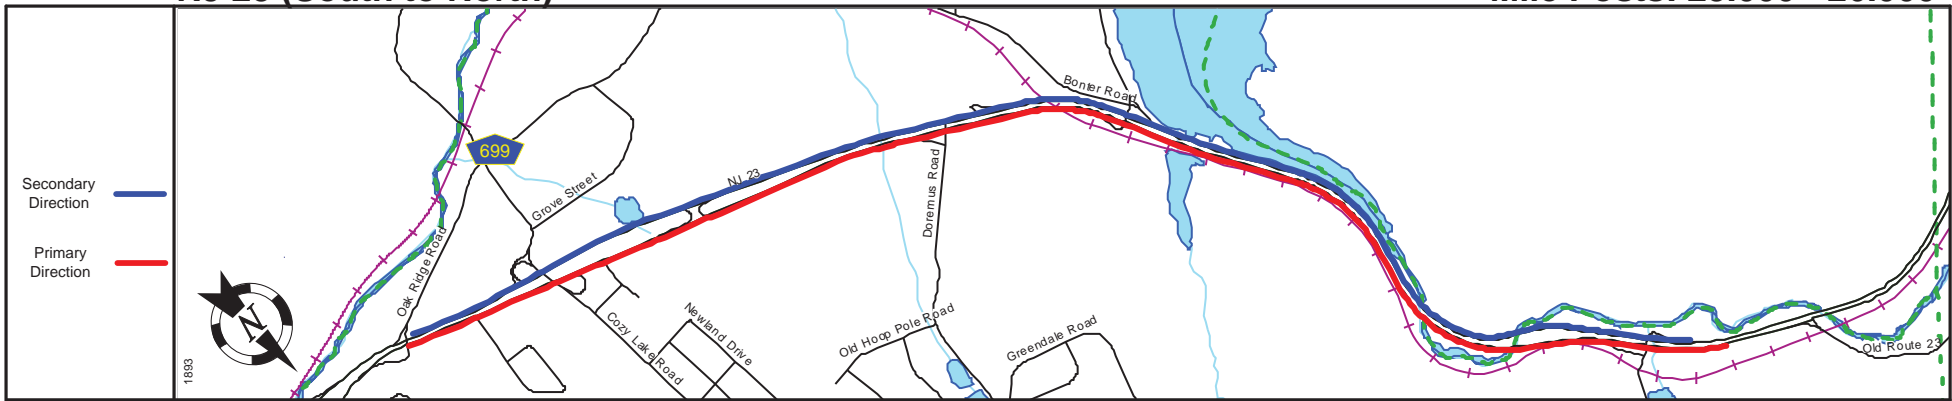 Secondary
Direction
Primary
Direction
1893
N
699
Oak Ridge Road
Grove Street
NJ 23
Cozy Lake Road
Newland Drive
Doremus Road
Old Hoop Pole Road
Greendale Road
Bonter Road
Old Route 23